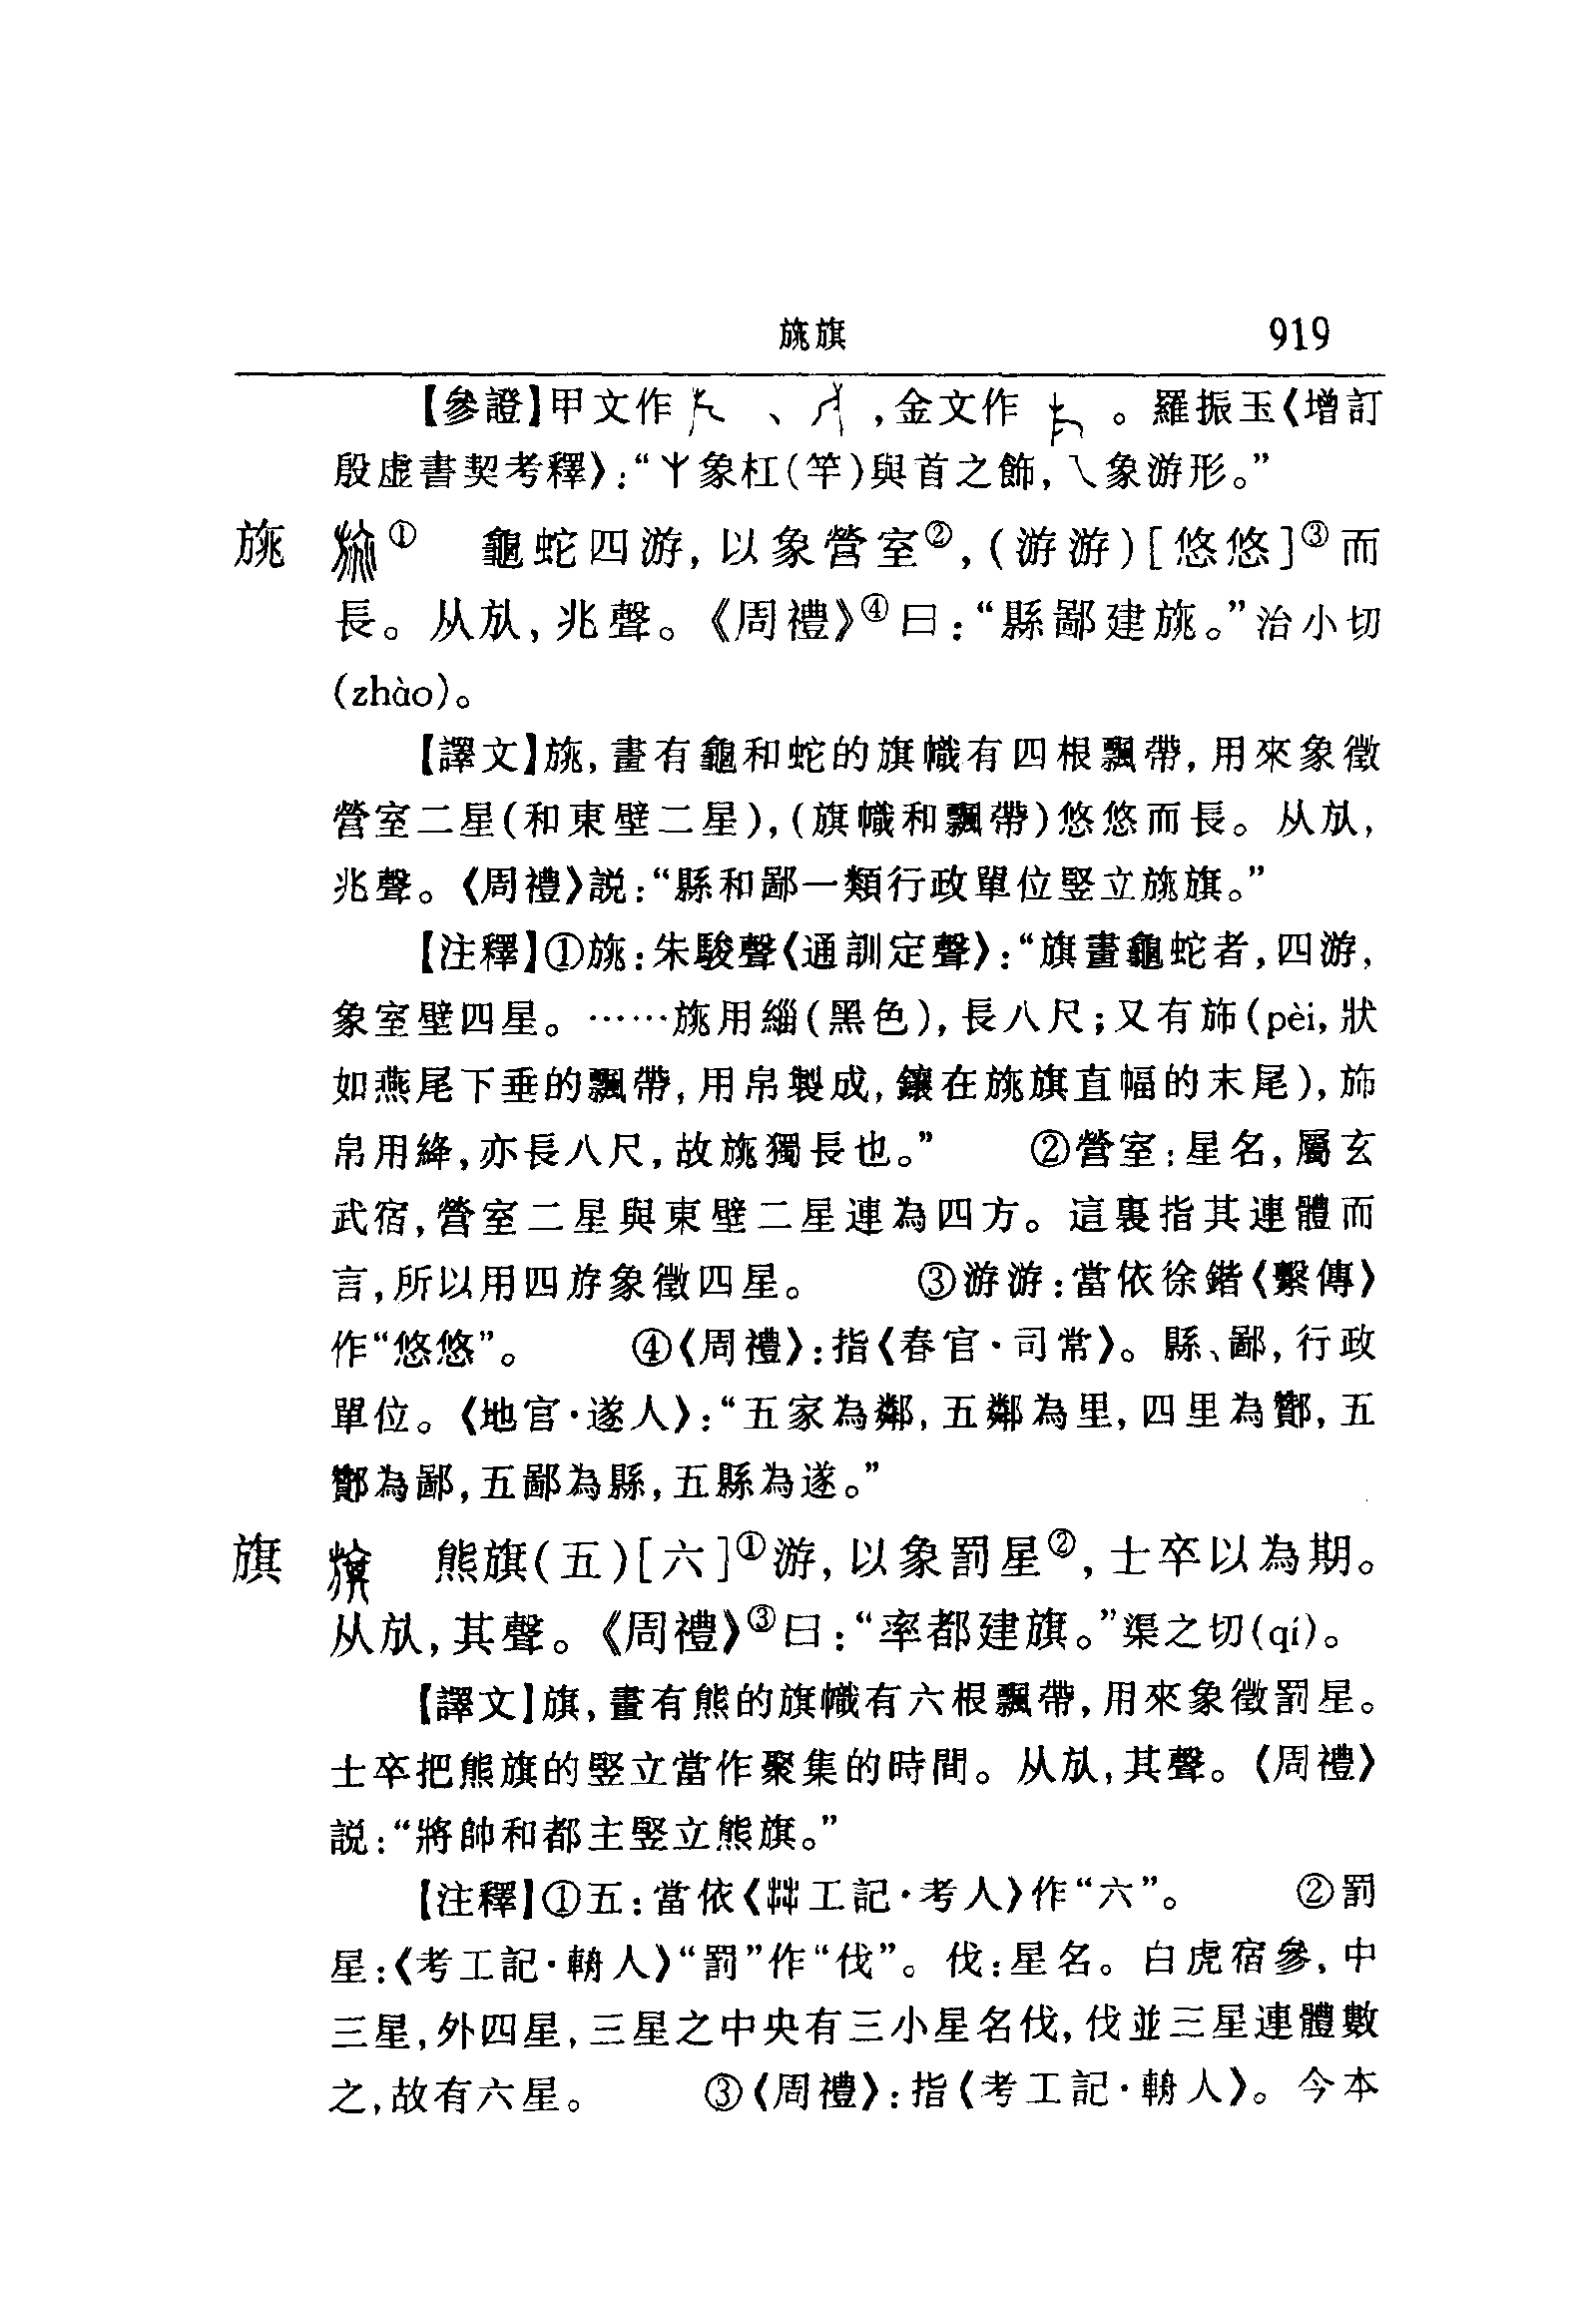 旐旗 919
【參證】甲文作 、 ，金文作 。羅振玉《增訂
殷虛書契考釋》：“ 象杠（竿）與首之飾，乀象游形。”
旐 ① 龜蛇四游，以象營室②，（游游）［悠悠］③而
長。从㫃，兆聲。《周禮》④曰：“縣鄙建旐。”治小切
（zhào）。
【譯文】旐，畫有龜和蛇的旗幟有四根飄帶，用來象徵
營室二星（和東壁二星），（旗幟和飄帶）悠悠而長。从㫃，
兆聲。《周禮》説：“縣和鄙一類行政單位竪立旐旗。”
【注釋】①旐：朱駿聲《通訓定聲》：“旗畫龜蛇者，四游，
象室壁四星。……旐用緇（黑色），長八尺；又有斾（pèi，狀
如燕尾下垂的飄帶，用帛製成，鑲在旐旗直幅的末尾），斾
帛用絳，亦長八尺，故旐獨長也。” ②營室：星名，屬玄
武宿，營室二星與東壁二星連為四方。這裏指其連體而
言，所以用四斿象徵四星。 ③游游：當依徐鍇《繫傳》
作“悠悠”。 ④《周禮》：指《春官·司常》。縣、鄙，行政
單位。《地官·遂人》：“五家為鄰，五鄰為里，四里為酇，五
酇為鄙，五鄙為縣，五縣為遂。”
旗 熊旗（五）［六］①游，以象罰星②，士卒以為期。
从㫃，其聲。《周禮》③曰：“率都建旗。”渠之切（qí）。
【譯文】旗，畫有熊的旗幟有六根飄帶，用來象徵罰星。
士卒把熊旗的竪立當作聚集的時間。从㫃，其聲。《周禮》
説：“將帥和都主竪立熊旗。”
【注釋】①五：當依《輈工記·考人》作“六”。 ②罰
星：《考工記·輈人》“罰”作“伐”。伐：星名。白虎宿參，中
三星，外四星，三星之中央有三小星名伐，伐並三星連體數
之，故有六星。 ③《周禮》：指《考工記·輈人》。今本